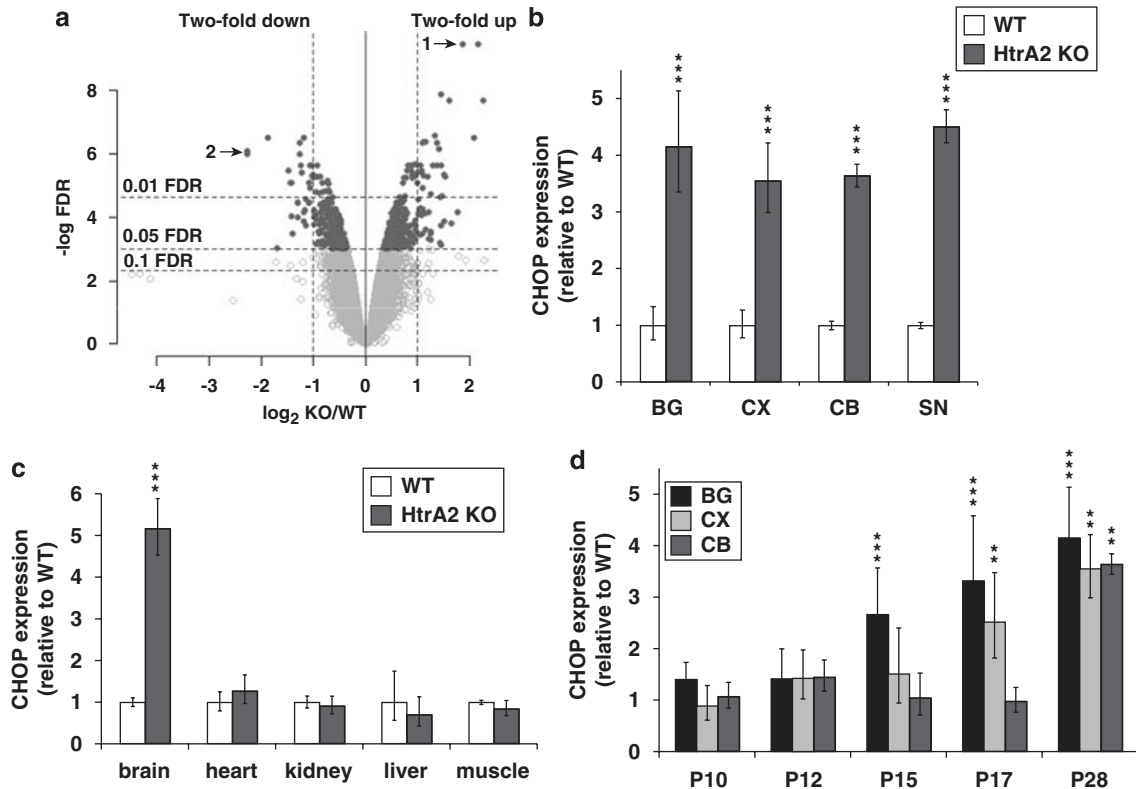 a
Two-fold down
Two-fold up
1
2
0.01 FDR
0.05 FDR
0.1 FDR
-log FDR
8
6
4
2
0
-4 -3 -2 -1 0 1 2
log2 KO/WT
b
WT
HtrA2 KO
CHOP expression
(relative to WT)
5
4
3
2
1
0
***
***
***
***
BG CX CB SN
c
WT
HtrA2 KO
CHOP expression
(relative to WT)
6
5
4
3
2
1
0
***
brain heart kidney liver muscle
d
BG
CX
CB
CHOP expression
(relative to WT)
5
4
3
2
1
0
***
***
**
***
**
**
P10 P12 P15 P17 P28